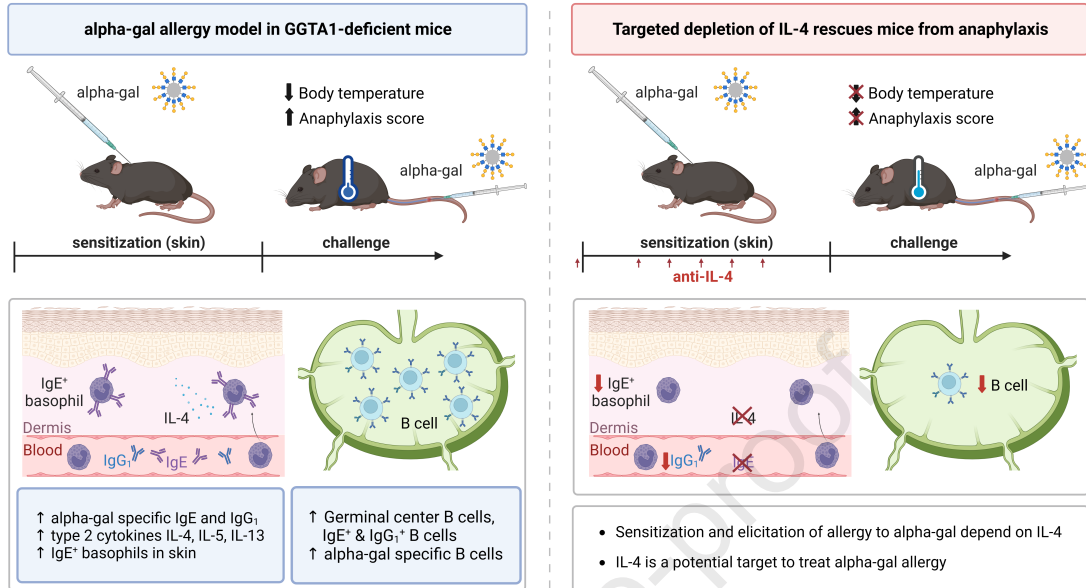 alpha-gal allergy model in GGTA1-deficient mice
alpha-gal
⬇ Body temperature
⬆ Anaphylaxis score
alpha-gal
sensitization (skin)
challenge
IgE⁺
basophil
IL-4
Dermis
Blood
IgG₁
IgE
B cell
↑ alpha-gal specific IgE and IgG₁
↑ type 2 cytokines IL-4, IL-5, IL-13
↑ IgE⁺ basophils in skin
↑ Germinal center B cells,
IgE⁺ & IgG₁⁺ B cells
↑ alpha-gal specific B cells
Targeted depletion of IL-4 rescues mice from anaphylaxis
alpha-gal
Body temperature
Anaphylaxis score
alpha-gal
sensitization (skin)
challenge
anti-IL-4
⬇ IgE⁺
basophil
IL-4
Dermis
Blood
⬇ IgG₁
IgE
⬇ B cell
• Sensitization and elicitation of allergy to alpha-gal depend on IL-4
• IL-4 is a potential target to treat alpha-gal allergy
e-proof